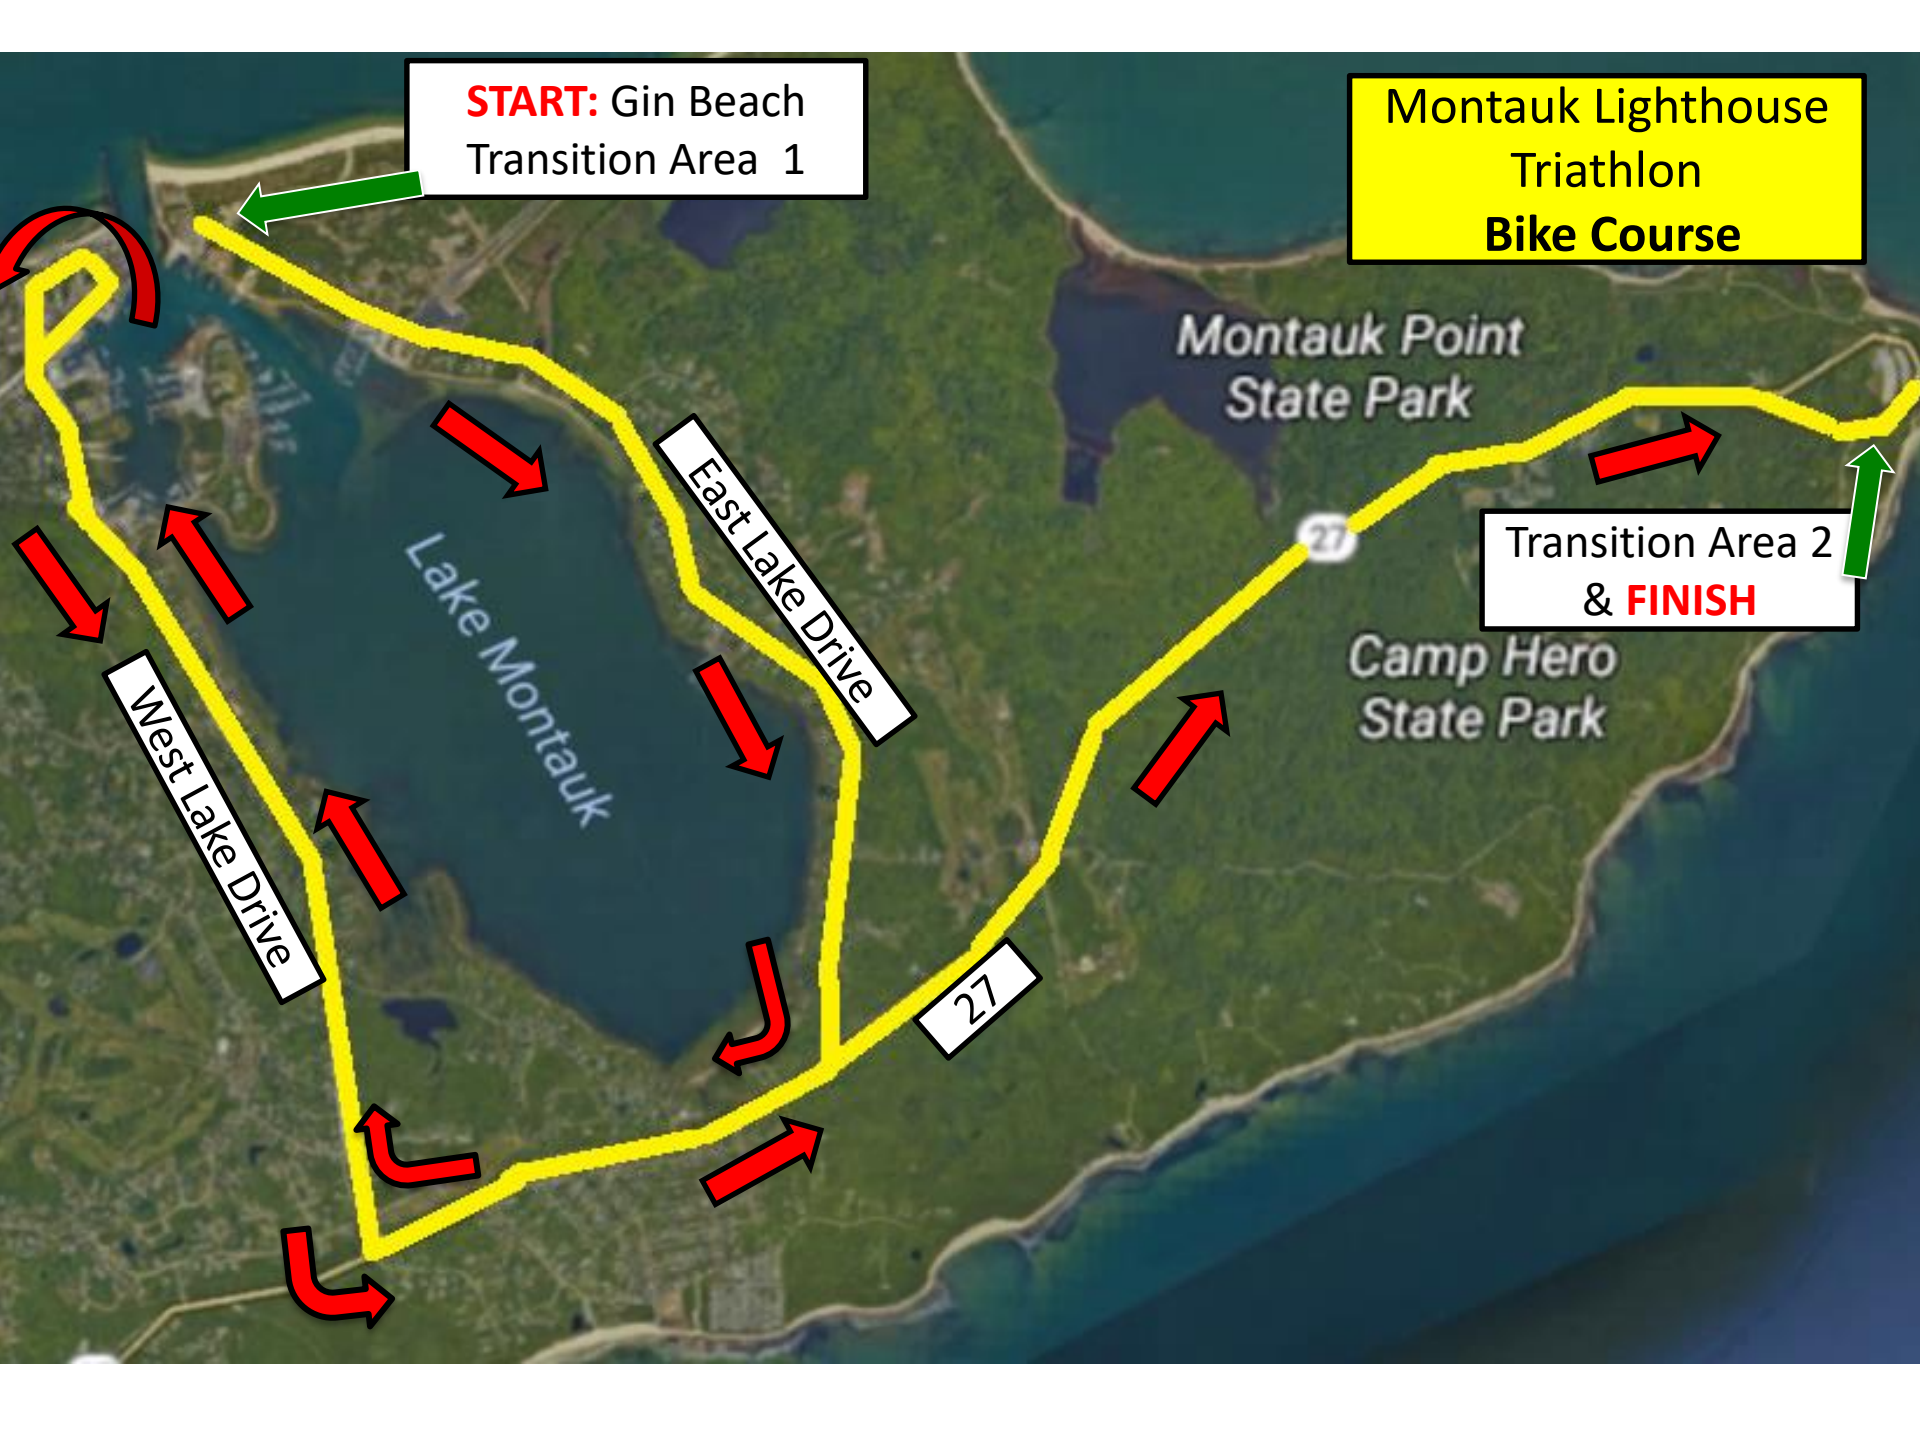 START: Gin Beach
Transition Area 1
Montauk Lighthouse
Triathlon
Bike Course
Montauk Point
State Park
East Lake Drive
Lake Montauk
27
Transition Area 2
& FINISH
Camp Hero
State Park
West Lake Drive
27